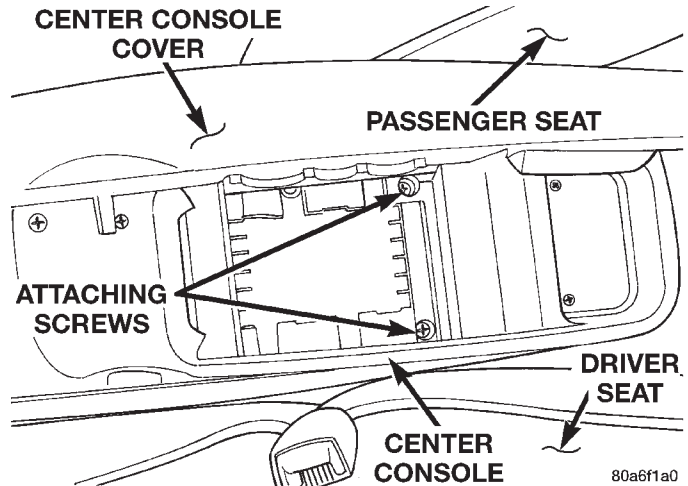 CENTER CONSOLE
COVER
PASSENGER SEAT
ATTACHING
SCREWS
DRIVER
SEAT
CENTER
CONSOLE
80a6f1a0